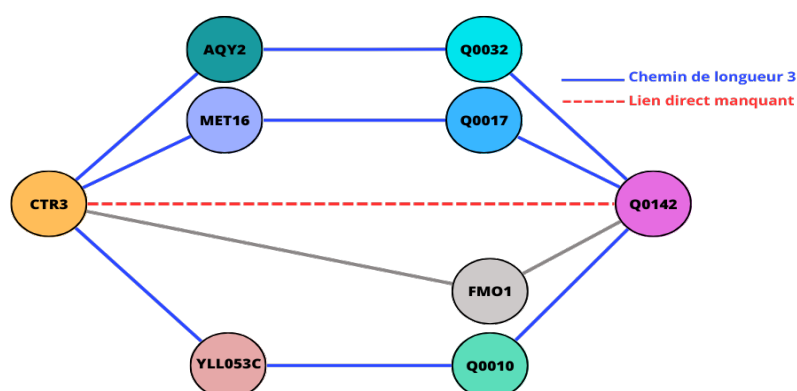 AQY2
Q0032
Chemin de longueur 3
Lien direct manquant
MET16
Q0017
CTR3
Q0142
FMO1
YLL053C
Q0010